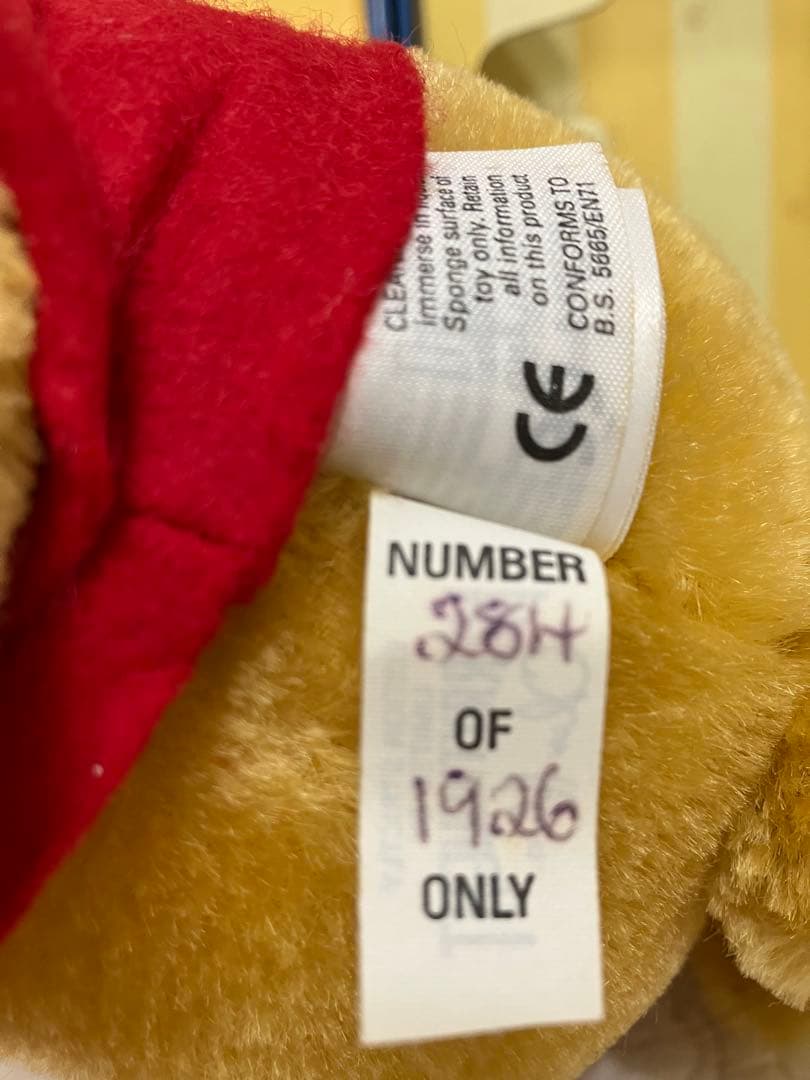 CLEA
immerse in liqu
Sponge surface of
toy only. Retain
all information
on this product
CONFORMS TO
B.S. 5665/EN71
CE
NUMBER
284
OF
1926
ONLY